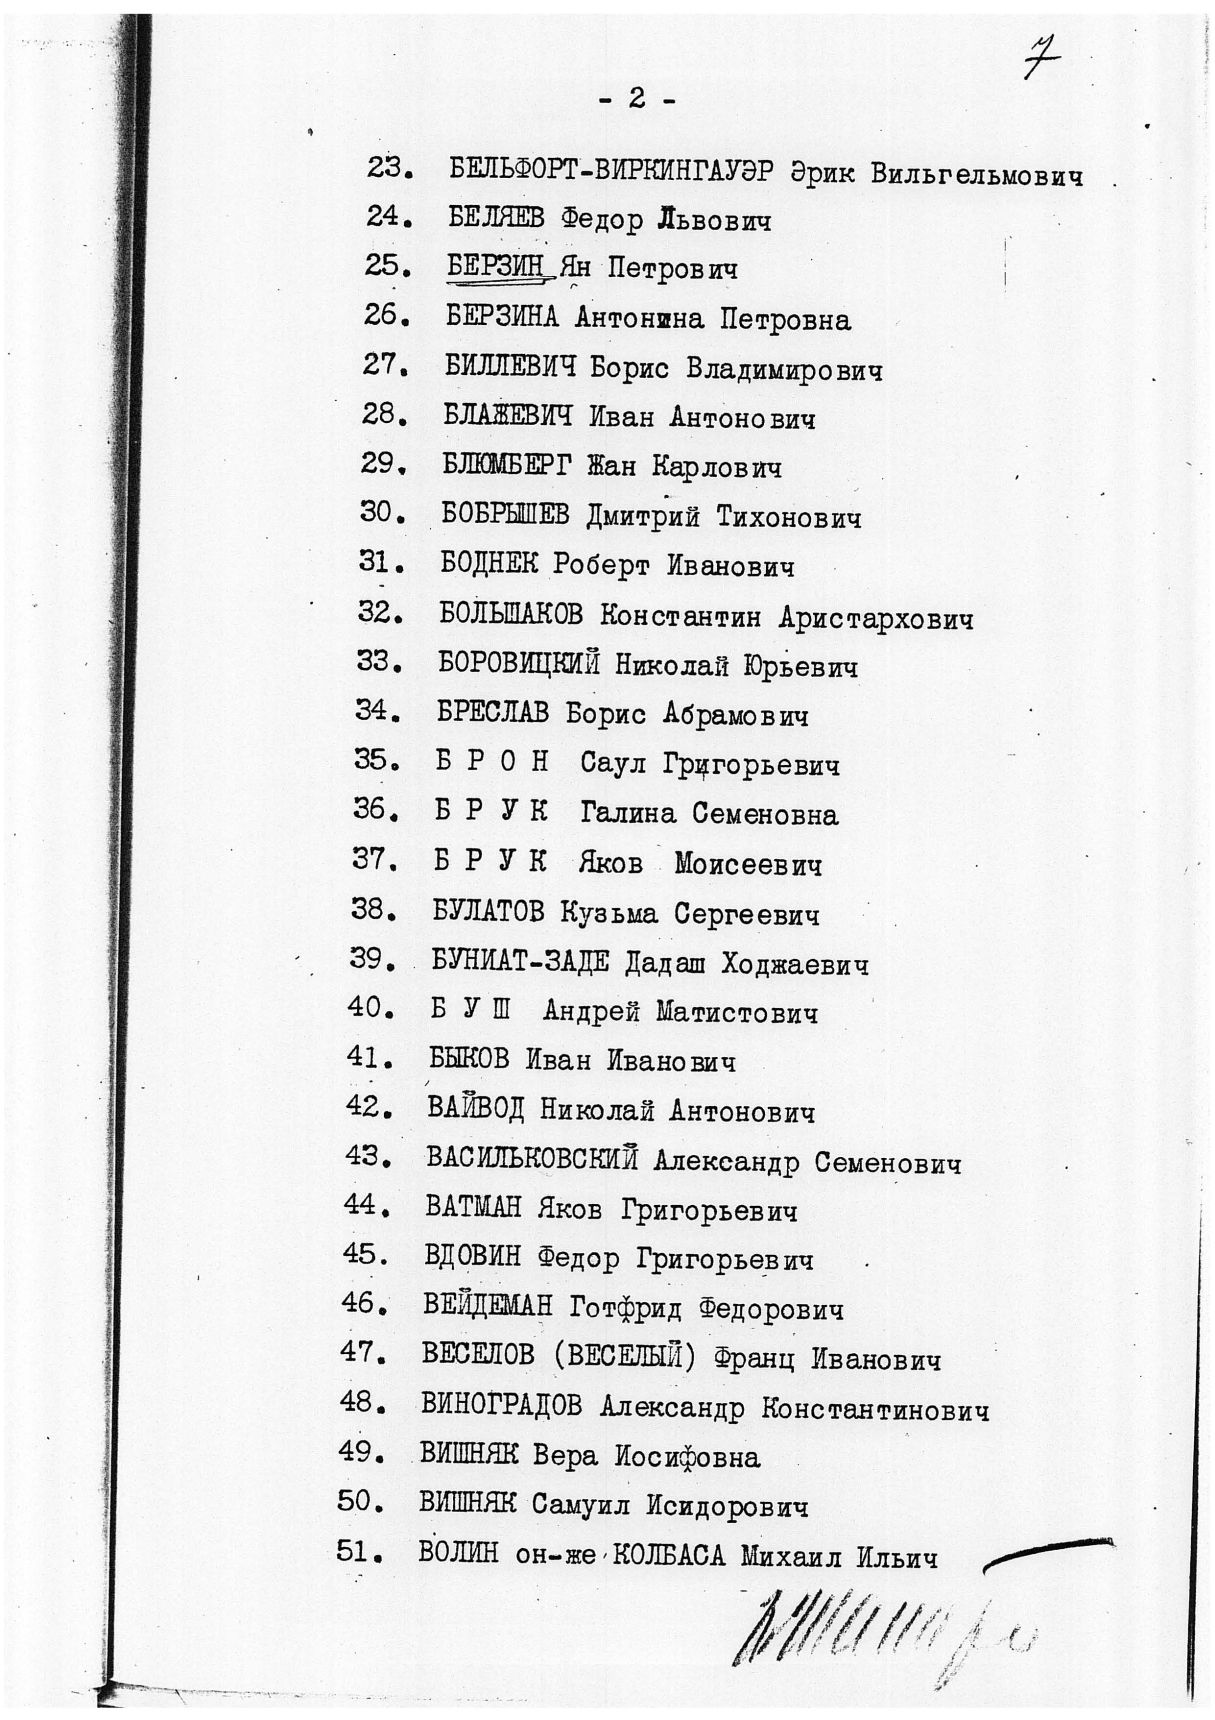 7
- 2 -
23. БЕЛЬФОРТ-ВИРКИНГАУЭР Эрик Вильгельмович
24. БЕЛЯЕВ Федор Львович
25. БЕРЗИН Ян Петрович
26. БЕРЗИНА Антонина Петровна
27. БИЛЛЕВИЧ Борис Владимирович
28. БЛАЖЕВИЧ Иван Антонович
29. БЛЮМБЕРГ Жан Карлович
30. БОБРЫШЕВ Дмитрий Тихонович
31. БОДНЕК Роберт Иванович
32. БОЛЬШАКОВ Константин Аристархович
33. БОРОВИЦКИЙ Николай Юрьевич
34. БРЕСЛАВ Борис Абрамович
35. Б Р О Н Саул Григорьевич
36. Б Р У К Галина Семеновна
37. Б Р У К Яков Моисеевич
38. БУЛАТОВ Кузьма Сергеевич
39. БУНИАТ-ЗАДЕ Дадаш Ходжаевич
40. Б У Ш Андрей Матистович
41. БЫКОВ Иван Иванович
42. ВАЙВОД Николай Антонович
43. ВАСИЛЬКОВСКИЙ Александр Семенович
44. ВАТМАН Яков Григорьевич
45. ВДОВИН Федор Григорьевич
46. ВЕЙДЕМАН Готфрид Федорович
47. ВЕСЕЛОВ (ВЕСЕЛЫЙ) Франц Иванович
48. ВИНОГРАДОВ Александр Константинович
49. ВИШНЯК Вера Иосифовна
50. ВИШНЯК Самуил Исидорович
51. ВОЛИН он-же КОЛБАСА Михаил Ильич